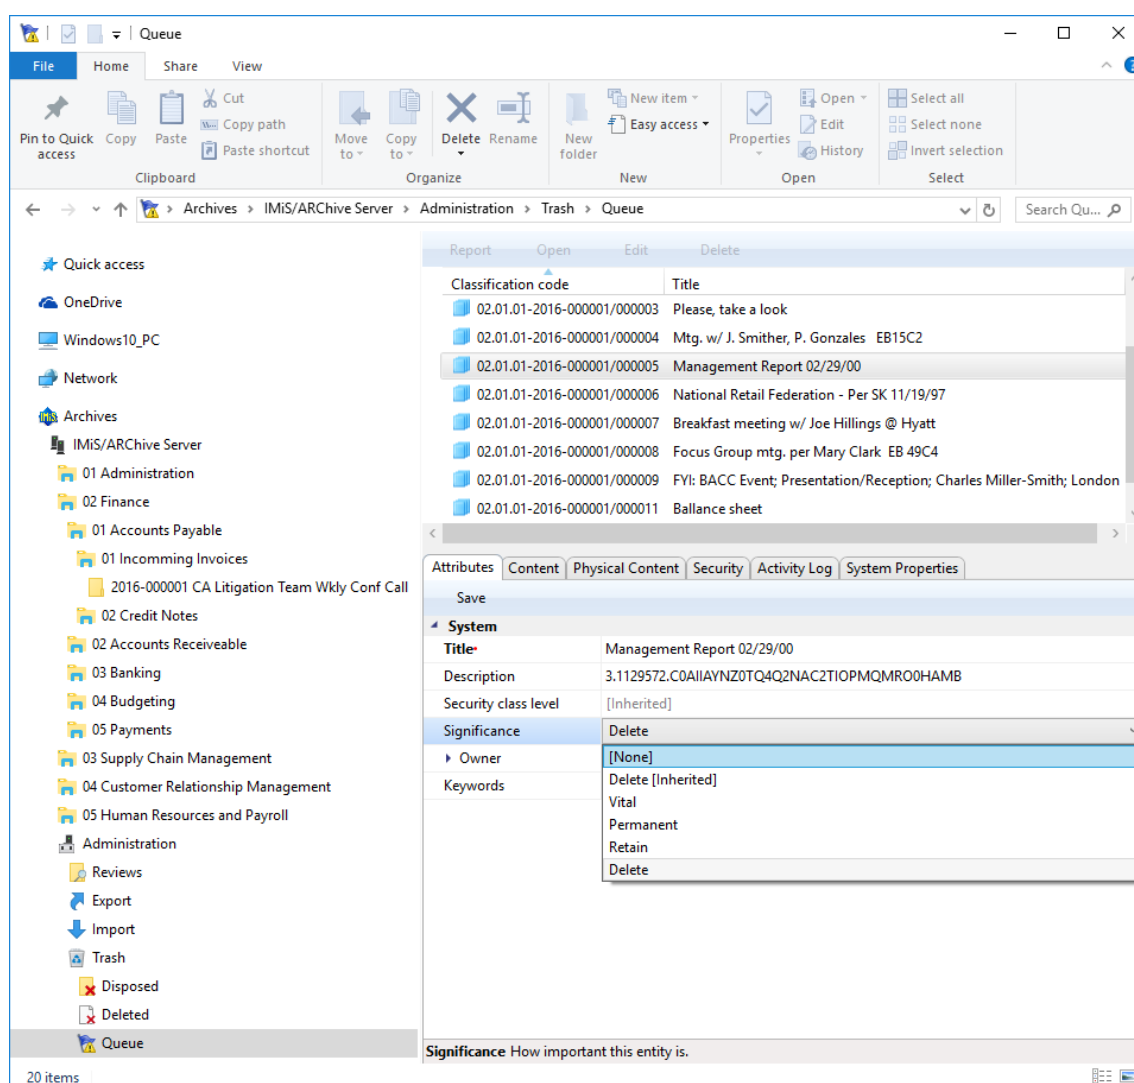 Queue
File Home Share View
Pin to Quick access
Copy
Paste
Cut
Copy path
Paste shortcut
Clipboard
Move to
Copy to
Delete
Rename
Organize
New folder
New item
Easy access
New
Properties
Open
Edit
History
Open
Select all
Select none
Invert selection
Select
Archives > IMiS/ARChive Server > Administration > Trash > Queue
Search Qu...
Quick access
OneDrive
Windows10_PC
Network
Archives
IMiS/ARChive Server
01 Administration
02 Finance
01 Accounts Payable
01 Incomming Invoices
2016-000001 CA Litigation Team Wkly Conf Call
02 Credit Notes
02 Accounts Receiveable
03 Banking
04 Budgeting
05 Payments
03 Supply Chain Management
04 Customer Relationship Management
05 Human Resources and Payroll
Administration
Reviews
Export
Import
Trash
Disposed
Deleted
Queue
20 items
Report Open Edit Delete
Classification code Title
02.01.01-2016-000001/000003 Please, take a look
02.01.01-2016-000001/000004 Mtg. w/ J. Smither, P. Gonzales EB15C2
02.01.01-2016-000001/000005 Management Report 02/29/00
02.01.01-2016-000001/000006 National Retail Federation - Per SK 11/19/97
02.01.01-2016-000001/000007 Breakfast meeting w/ Joe Hillings @ Hyatt
02.01.01-2016-000001/000008 Focus Group mtg. per Mary Clark EB 49C4
02.01.01-2016-000001/000009 FYI: BACC Event; Presentation/Reception; Charles Miller-Smith; London
02.01.01-2016-000001/000011 Ballance sheet
Attributes Content Physical Content Security Activity Log System Properties
Save
System
Title• Management Report 02/29/00
Description 3.1129572.C0AIIAYNZ0TQ4Q2NAC2TIOPMQMRO0HAMB
Security class level [Inherited]
Significance Delete
Owner [None]
Delete [Inherited]
Keywords
Vital
Permanent
Retain
Delete
Significance How important this entity is.